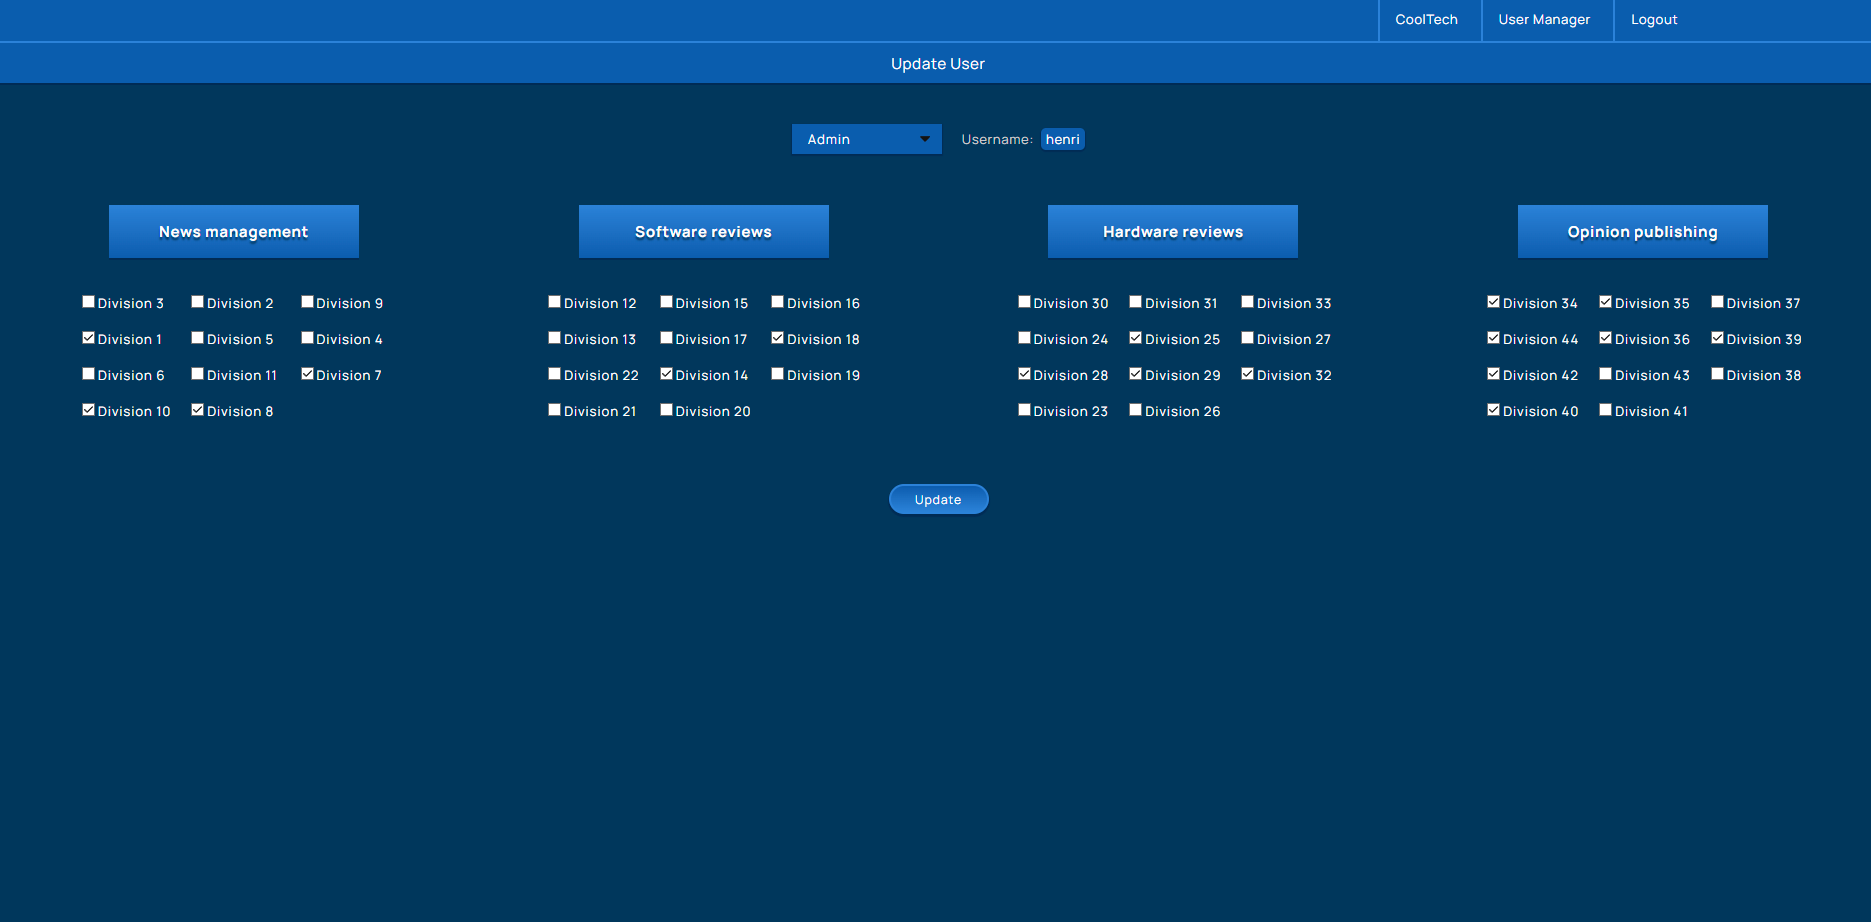 CoolTech User Manager Logout
Update User
Admin Username: henri
News management Software reviews Hardware reviews Opinion publishing
Division 3 Division 2 Division 9 Division 12 Division 15 Division 16 Division 30 Division 31 Division 33 Division 34 Division 35 Division 37
Division 1 Division 5 Division 4 Division 13 Division 17 Division 18 Division 24 Division 25 Division 27 Division 44 Division 36 Division 39
Division 6 Division 11 Division 7 Division 22 Division 14 Division 19 Division 28 Division 29 Division 32 Division 42 Division 43 Division 38
Division 10 Division 8 Division 21 Division 20 Division 23 Division 26 Division 40 Division 41
Update